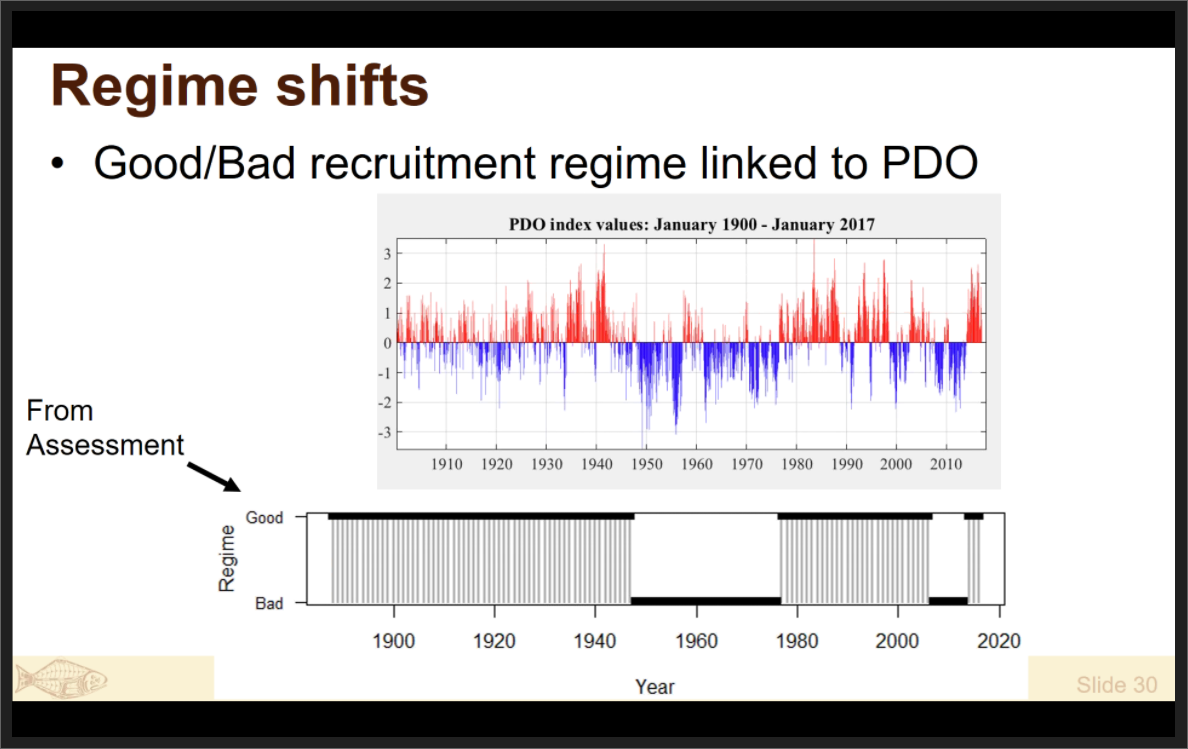 Regime shifts
• Good/Bad recruitment regime linked to PDO
PDO index values: January 1900 - January 2017
3
2
1
0
-1
-2
-3
1910 1920 1930 1940 1950 1960 1970 1980 1990 2000 2010
From
Assessment
Good
Regime
Bad
1900 1920 1940 1960 1980 2000 2020
Year
Slide 30